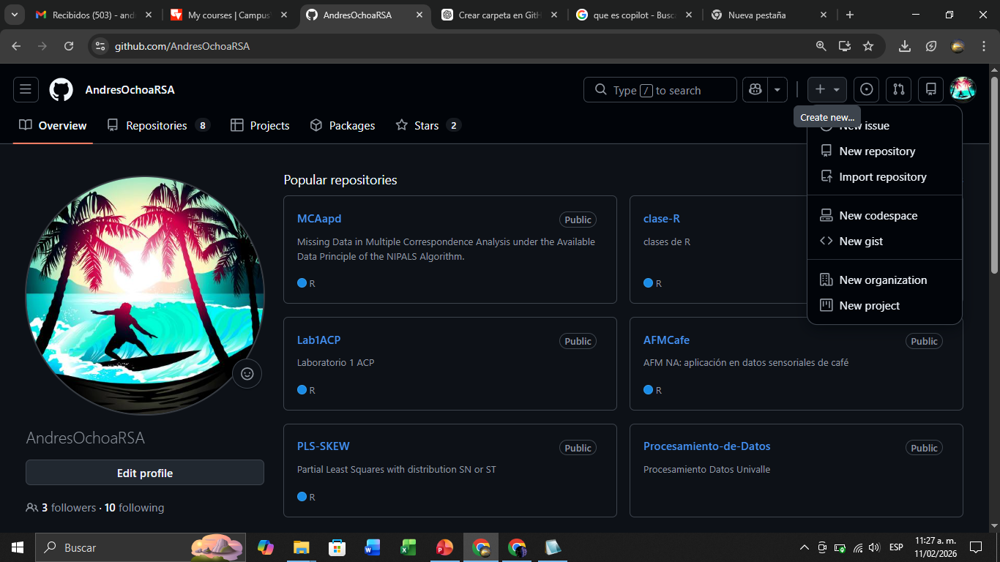 Recibidos (503) - and
My courses | Campus
AndresOchoaRSA
Crear carpeta en GitH
que es copilot - Busc
Nueva pestaña
github.com/AndresOchoaRSA
AndresOchoaRSA
Type / to search
Create new...
Overview
Repositories 8
Projects
Packages
Stars 2
New issue
New repository
Import repository
New codespace
New gist
New organization
New project
Popular repositories
MCAapd
Public
Missing Data in Multiple Correspondence Analysis under the Available
Data Principle of the NIPALS Algorithm.
R
clase-R
clases de R
R
Lab1ACP
Public
Laboratorio 1 ACP
R
AFMCafe
Public
AFM NA: aplicación en datos sensoriales de café
R
PLS-SKEW
Public
Partial Least Squares with distribution SN or ST
R
Procesamiento-de-Datos
Public
Procesamiento Datos Univalle
AndresOchoaRSA
Edit profile
3 followers · 10 following
Buscar
ESP
11:27 a. m.
11/02/2026